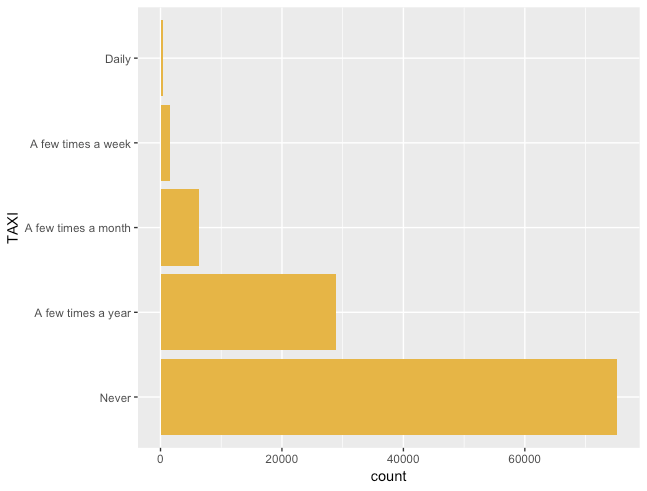 TAXI
Daily
A few times a week
A few times a month
A few times a year
Never
0 20000 40000 60000
count